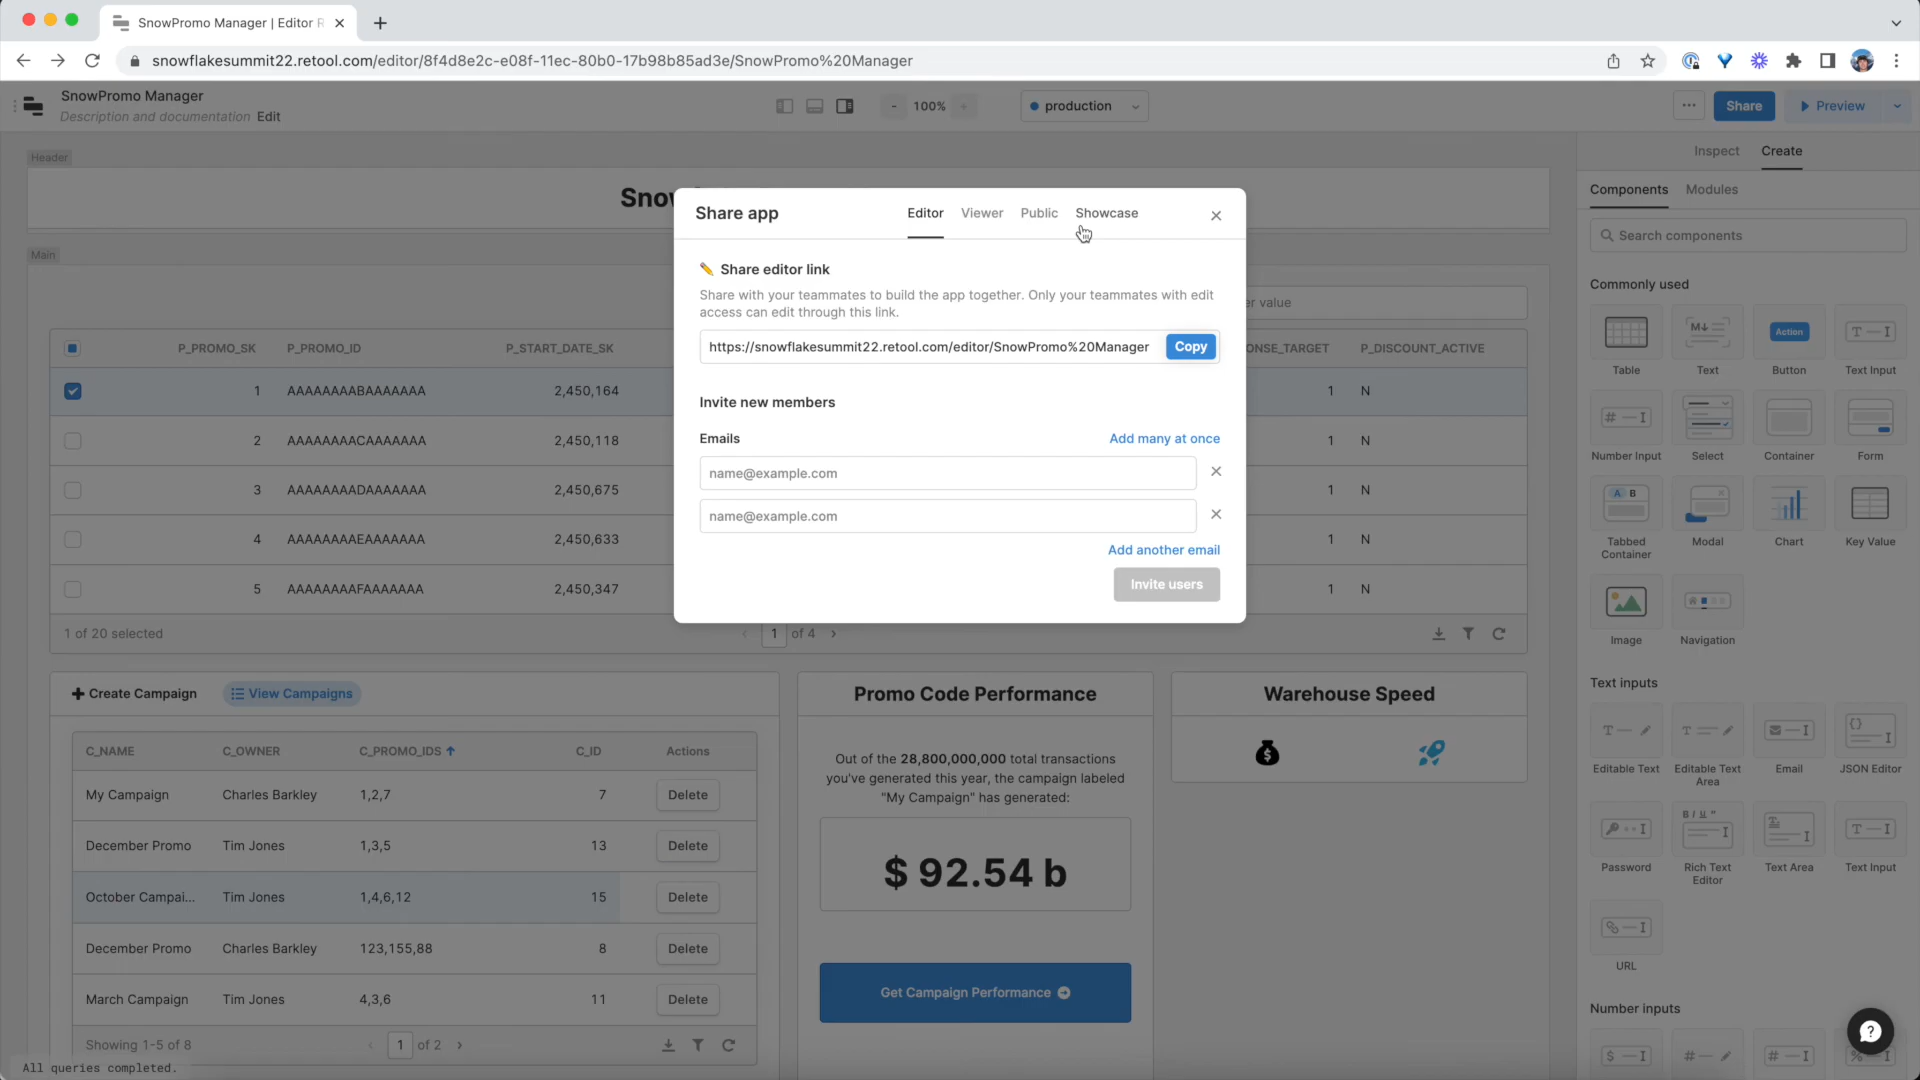 SnowPromo Manager | Editor
snowflakesummit22.retool.com/editor/8f4d8e2c-e08f-11ec-80b0-17b98b85ad3e/SnowPromo%20Manager
SnowPromo Manager
Description and documentation Edit
- 100% +
production
Share
Preview
Inspect Create
Components Modules
Search components
Header
Main
Share app
Editor Viewer Public Showcase
Share editor link
Share with your teammates to build the app together. Only your teammates with edit
access can edit through this link.
https://snowflakesummit22.retool.com/editor/SnowPromo%20Manager Copy
Invite new members
Emails Add many at once
name@example.com
name@example.com
Add another email
Invite users
P_PROMO_SK P_PROMO_ID P_START_DATE_SK P_DISCOUNT_ACTIVE
1 AAAAAAAABAAAAAAA 2,450,164 1 N
2 AAAAAAAACAAAAAAA 2,450,118 1 N
3 AAAAAAAADAAAAAAA 2,450,675 1 N
4 AAAAAAAAEAAAAAAA 2,450,633 1 N
5 AAAAAAAAFAAAAAAA 2,450,347 1 N
1 of 20 selected
1 of 4
Create Campaign View Campaigns
C_NAME C_OWNER C_PROMO_IDS C_ID Actions
My Campaign Charles Barkley 1,2,7 7 Delete
December Promo Tim Jones 1,3,5 13 Delete
October Campai... Tim Jones 1,4,6,12 15 Delete
December Promo Charles Barkley 123,155,88 8 Delete
March Campaign Tim Jones 4,3,6 11 Delete
Showing 1-5 of 8 1 of 2
All queries completed.
Promo Code Performance
Out of the 28,800,000,000 total transactions
you've generated this year, the campaign labeled
"My Campaign" has generated:
$ 92.54 b
Get Campaign Performance
Warehouse Speed
Commonly used
Action
Table Text Button Text Input
Number Input Select Container Form
A B
Tabbed
Container
Modal Chart Key Value
Image Navigation
Text inputs
Editable Text
Editable Text
Area
Email JSON Editor
B I U "
Password
Rich Text
Editor
Text Area Text Input
URL
Number inputs